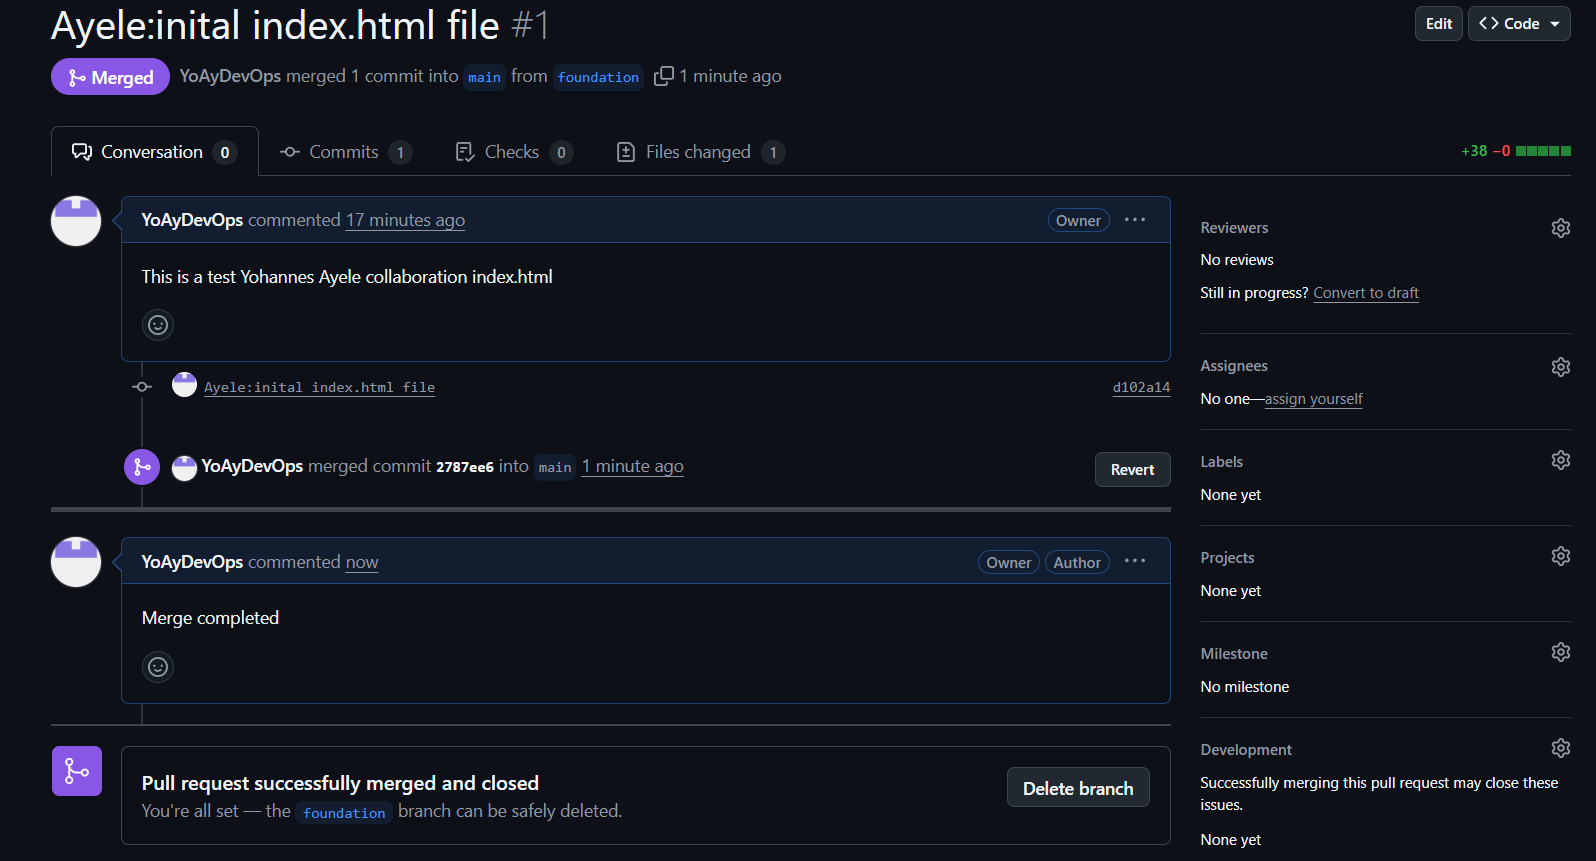 Ayele:inital index.html file #1
Edit
Code
Merged
YoAyDevOps merged 1 commit into main from foundation 1 minute ago
Conversation 0
Commits 1
Checks 0
Files changed 1
+38 −0
YoAyDevOps commented 17 minutes ago
Owner
This is a test Yohannes Ayele collaboration index.html
Ayele:inital index.html file
d102a14
YoAyDevOps merged commit 2787ee6 into main 1 minute ago
Revert
YoAyDevOps commented now
Owner
Author
Merge completed
Pull request successfully merged and closed
You're all set — the foundation branch can be safely deleted.
Delete branch
Reviewers
No reviews
Still in progress? Convert to draft
Assignees
No one—assign yourself
Labels
None yet
Projects
None yet
Milestone
No milestone
Development
Successfully merging this pull request may close these
issues.
None yet